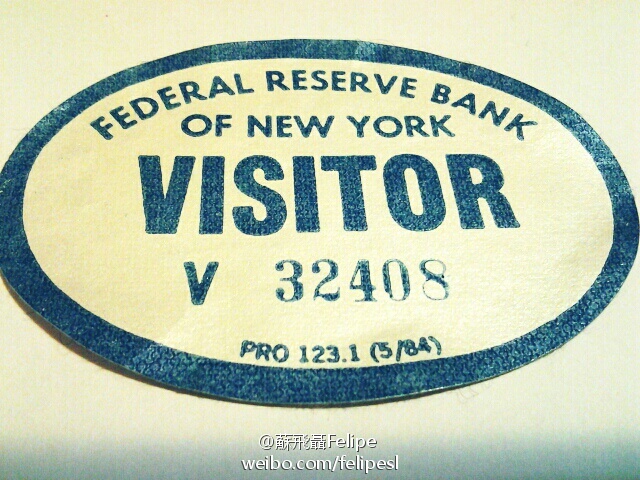 FEDERAL RESERVE BANK
OF NEW YORK
VISITOR
V 32408
PRO 123.1 (5/84)
@蘇飛龘Felipe
weibo.com/felipesl